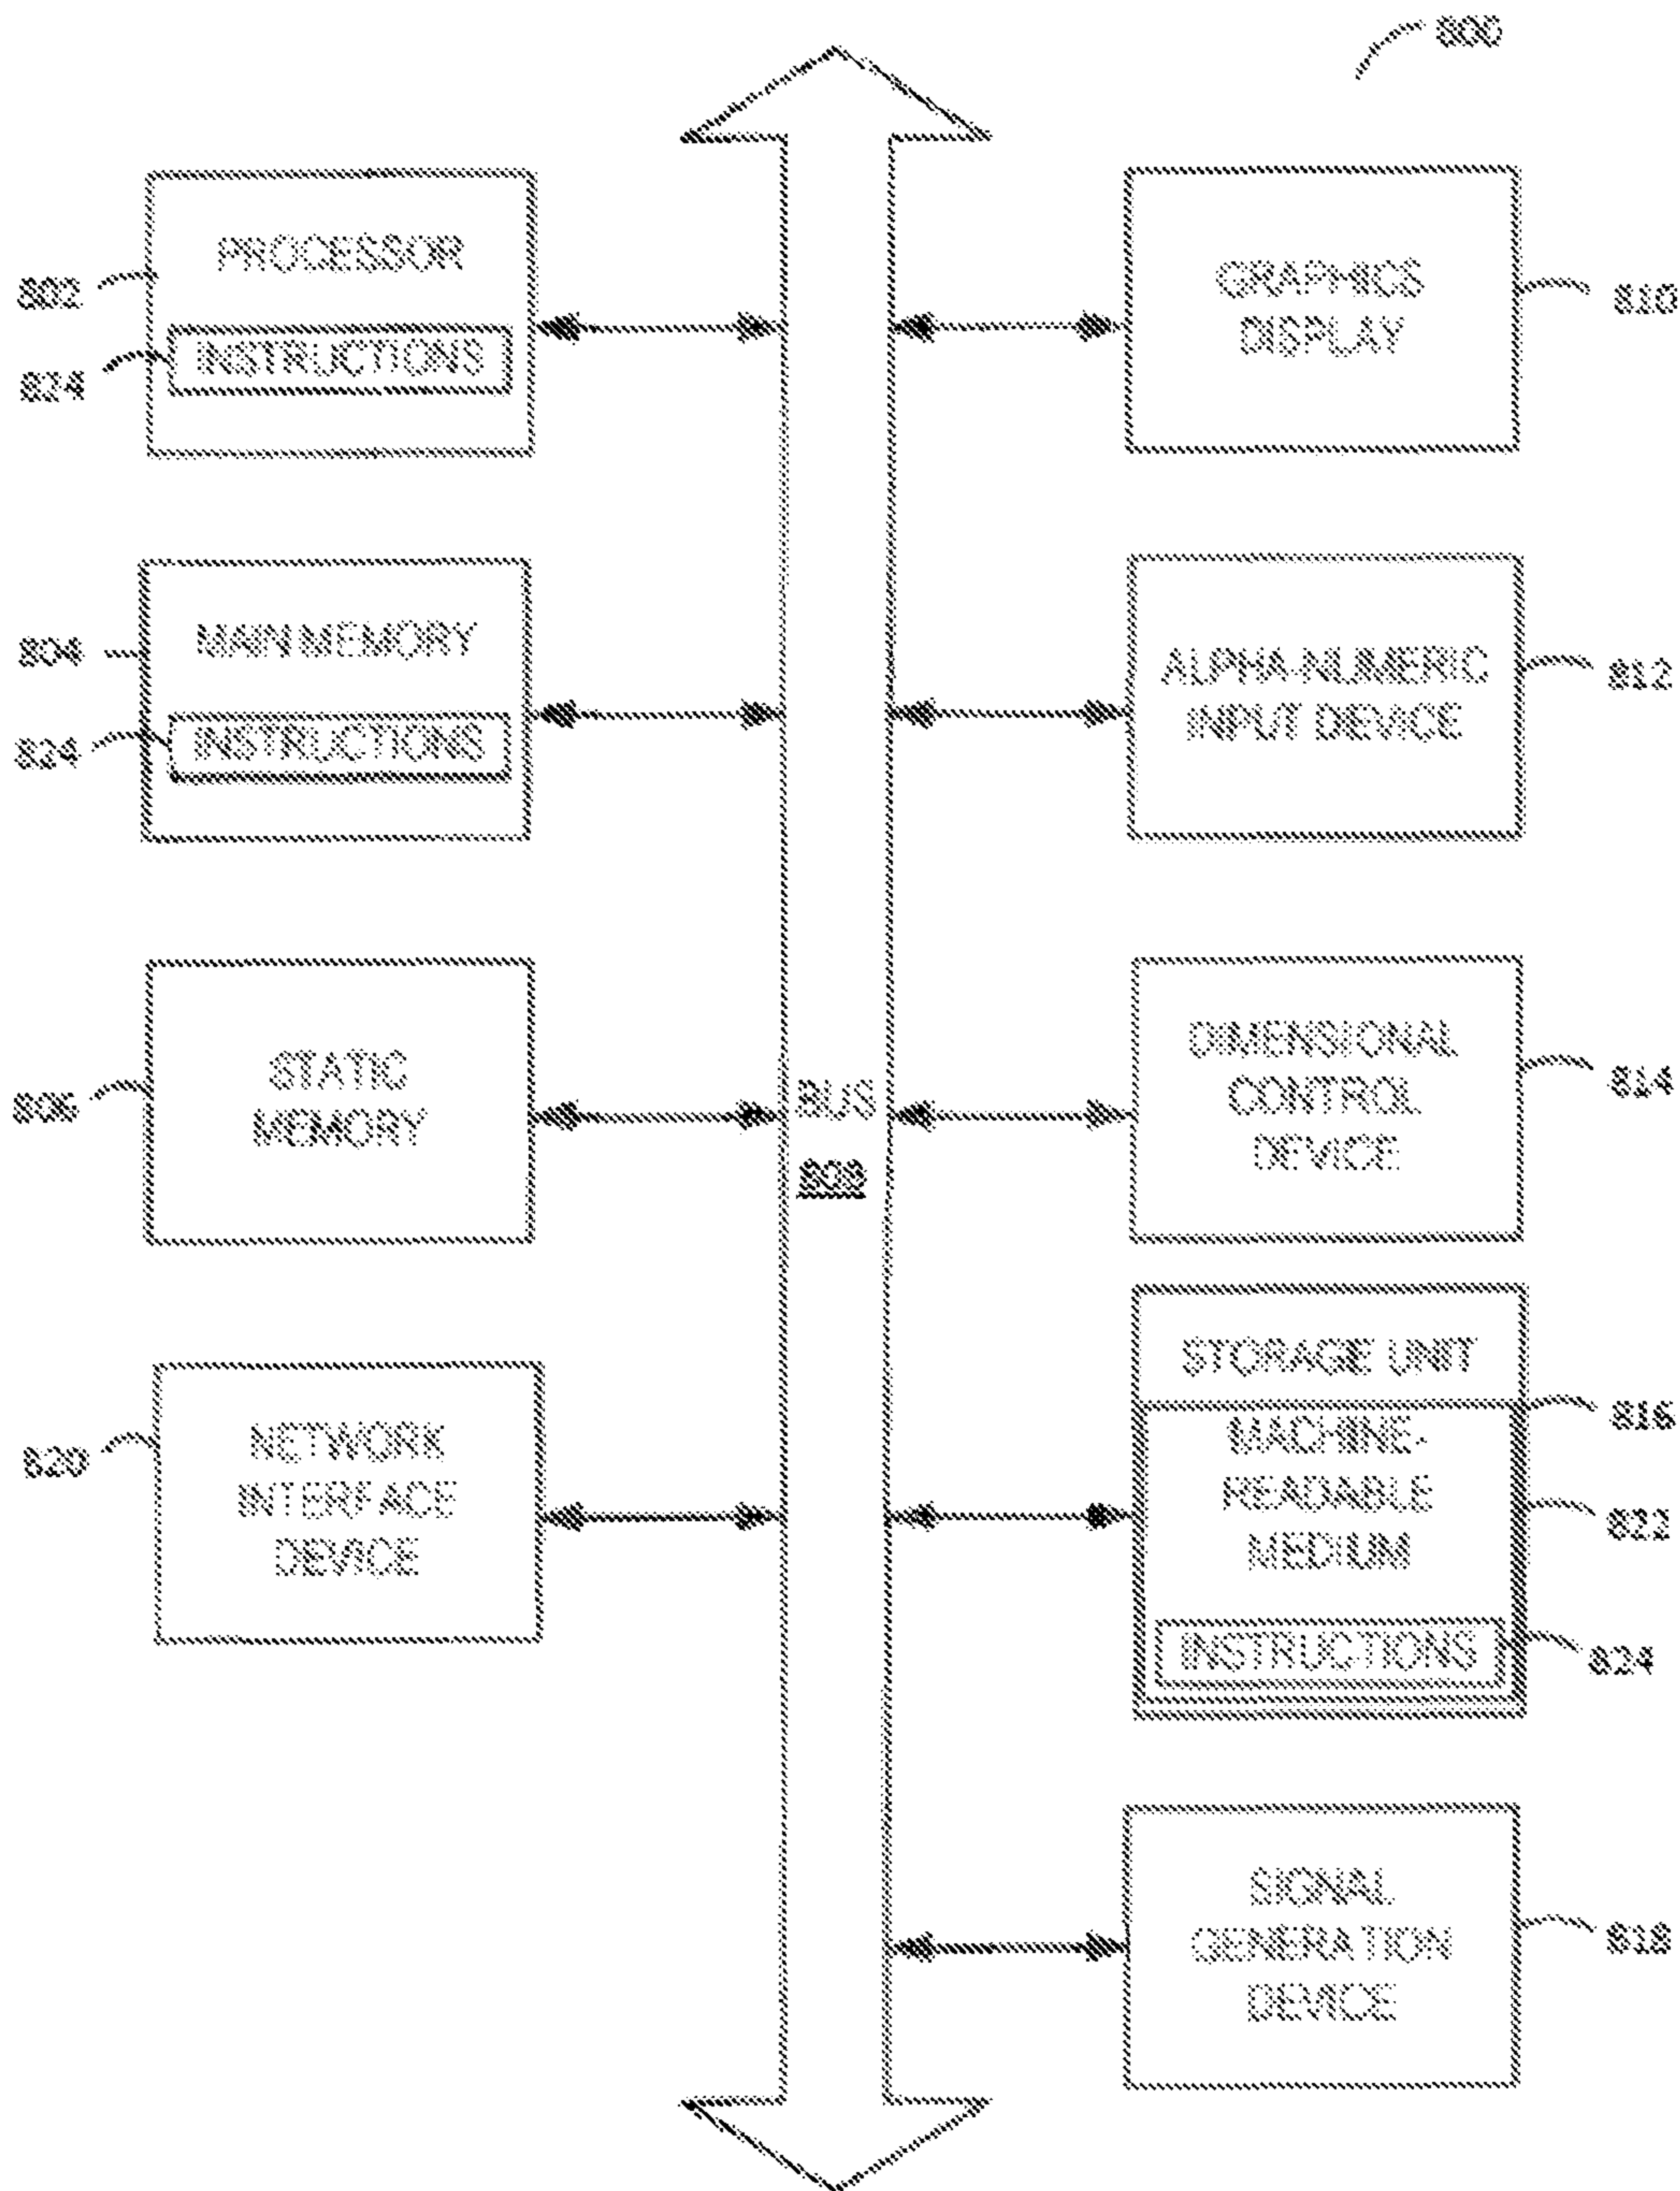 800
PROCESSOR
802
INSTRUCTIONS
824
GRAPHICS
DISPLAY
810
MAIN MEMORY
804
INSTRUCTIONS
824
ALPHA-NUMERIC
INPUT DEVICE
812
STATIC
MEMORY
806
BUS
808
DIMENSIONAL
CONTROL
DEVICE
814
NETWORK
INTERFACE
DEVICE
820
STORAGE UNIT
816
MACHINE-
READABLE
MEDIUM
822
INSTRUCTIONS
824
SIGNAL
GENERATION
DEVICE
818